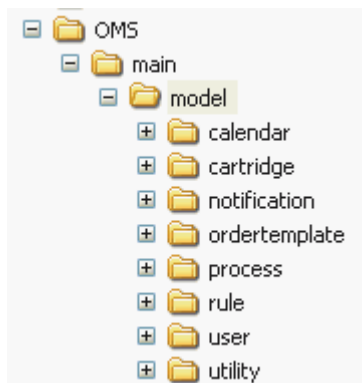 OMS
main
model
calendar
cartridge
notification
ordertemplate
process
rule
user
utility